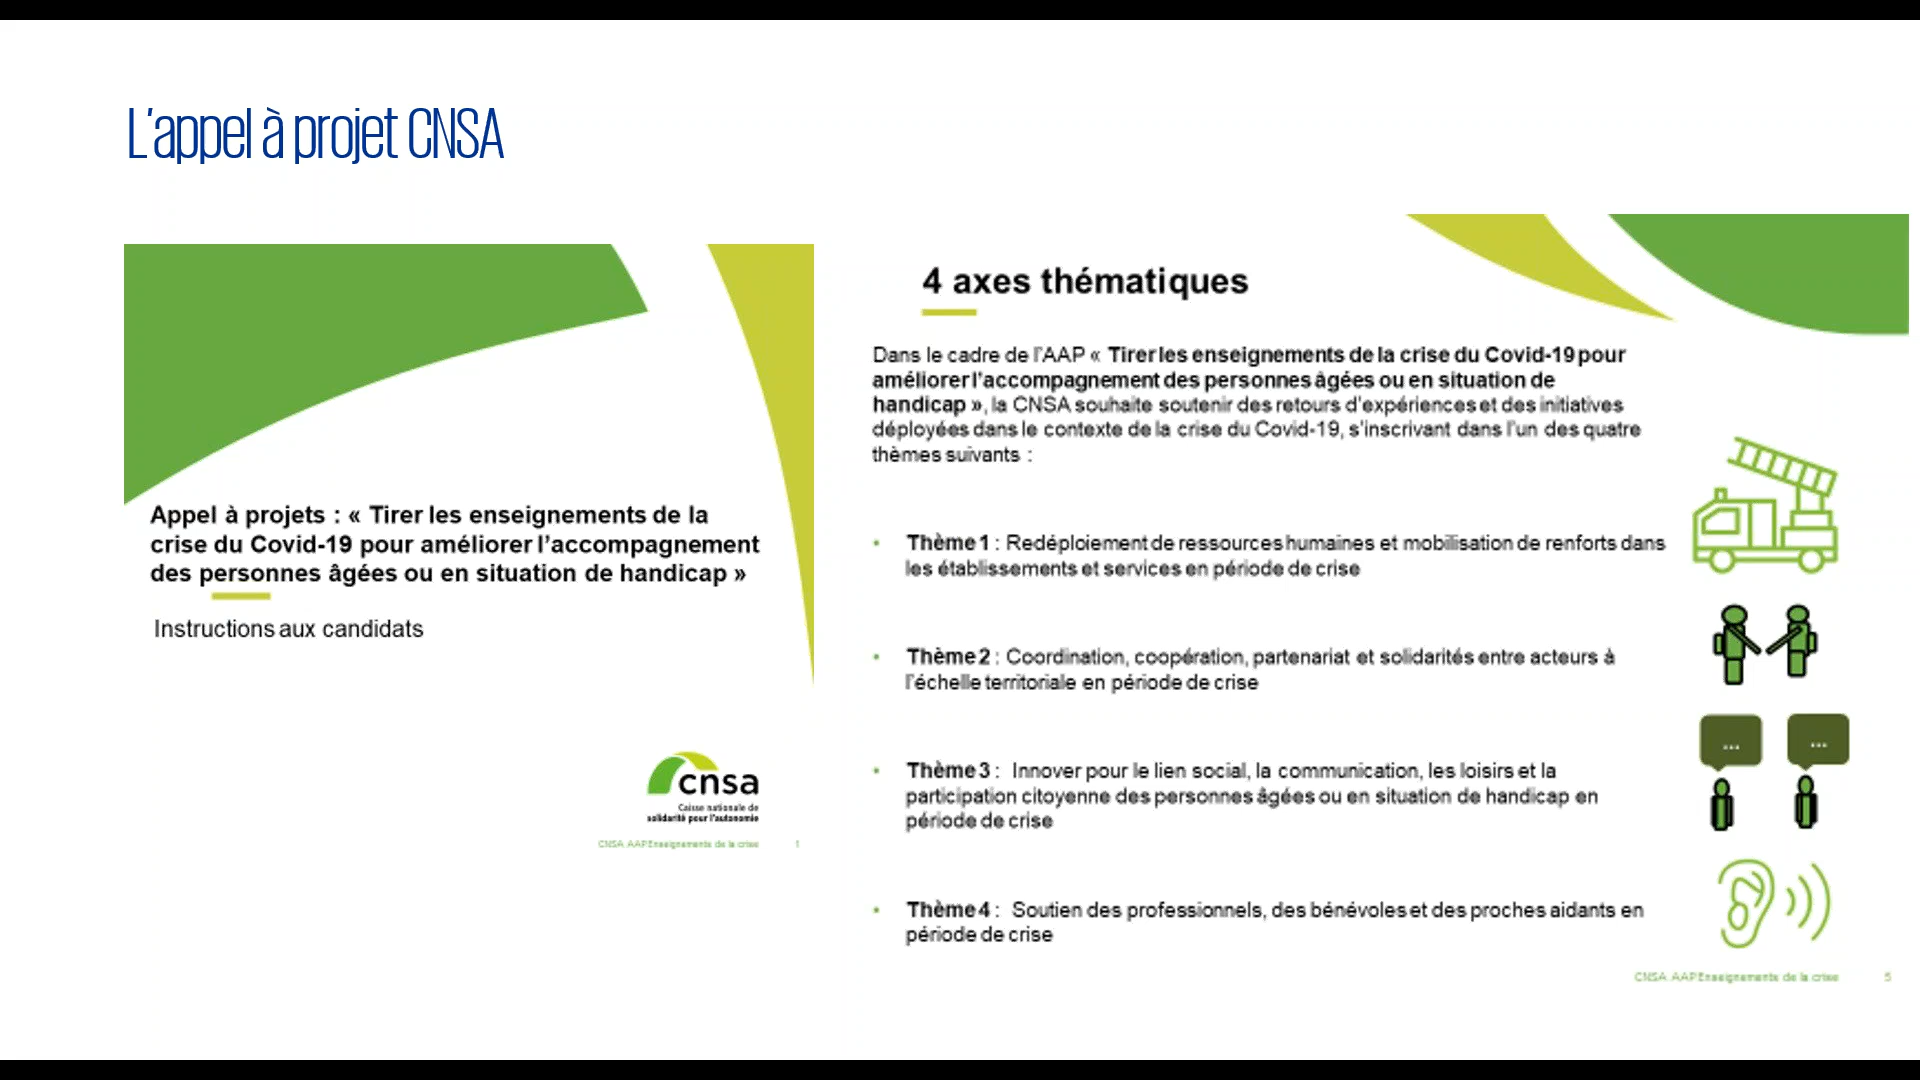 L'appel à projet CNSA
Appel à projets : « Tirer les enseignements de la
crise du Covid-19 pour améliorer l'accompagnement
des personnes âgées ou en situation de handicap »
Instructions aux candidats
cnsa
Caisse nationale de
solidarité pour l'autonomie
CNSA AAP Enseignements de la crise 1
4 axes thématiques
Dans le cadre de l'AAP « Tirer les enseignements de la crise du Covid-19 pour
améliorer l'accompagnement des personnes âgées ou en situation de
handicap », la CNSA souhaite soutenir des retours d'expériences et des initiatives
déployées dans le contexte de la crise du Covid-19, s'inscrivant dans l'un des quatre
thèmes suivants :
• Thème 1 : Redéploiement de ressources humaines et mobilisation de renforts dans
les établissements et services en période de crise
• Thème 2 : Coordination, coopération, partenariat et solidarités entre acteurs à
l'échelle territoriale en période de crise
... ...
• Thème 3 : Innover pour le lien social, la communication, les loisirs et la
participation citoyenne des personnes âgées ou en situation de handicap en
période de crise
• Thème 4 : Soutien des professionnels, des bénévoles et des proches aidants en
période de crise
CNSA AAP Enseignements de la crise 5